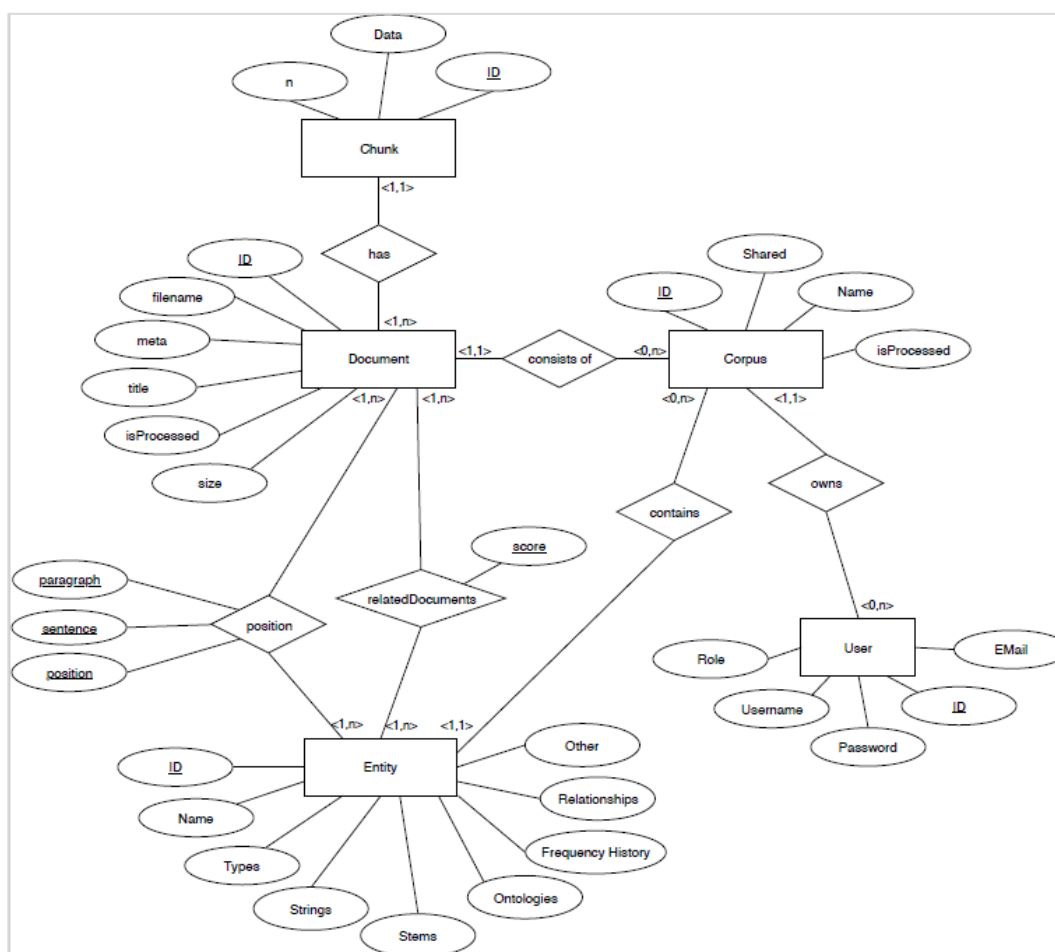 Data
n
ID
Chunk
<1,1>
has
ID
filename
meta
title
isProcessed
size
<1,n>
Document
<1,n>
<1,n>
<1,1>
consists of
<0,n>
Shared
ID
Name
isProcessed
Corpus
<0,n>
<1,1>
owns
contains
score
relatedDocuments
paragraph
sentence
position
position
<0,n>
User
Role
Username
Password
ID
EMail
<1,n>
<1,n>
<1,1>
Entity
ID
Name
Types
Strings
Stems
Ontologies
Frequency History
Relationships
Other